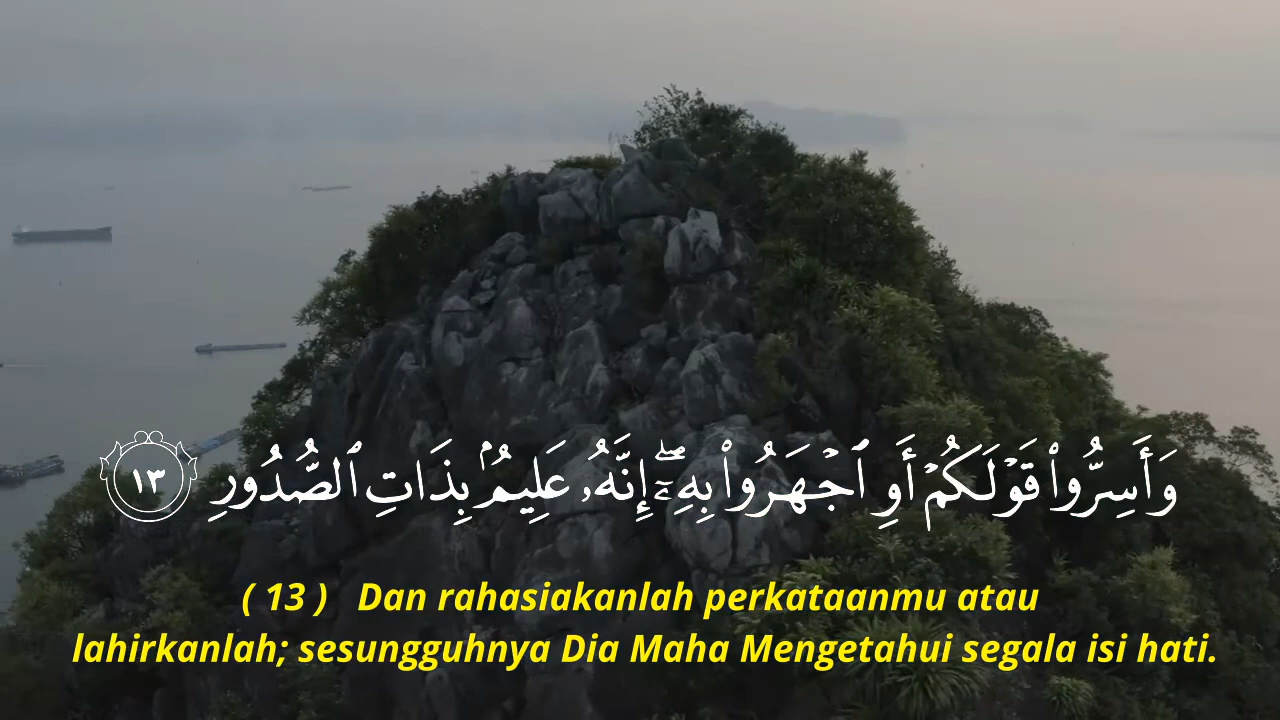 وَأَسِرُّوا۟ قَوْلَكُمْ أَوِ ٱجْهَرُوا۟ بِهِۦٓ ۖ إِنَّهُۥ عَلِيمٌۢ بِذَاتِ ٱلصُّدُورِ ١٣
( 13 ) Dan rahasiakanlah perkataanmu atau
lahirkanlah; sesungguhnya Dia Maha Mengetahui segala isi hati.